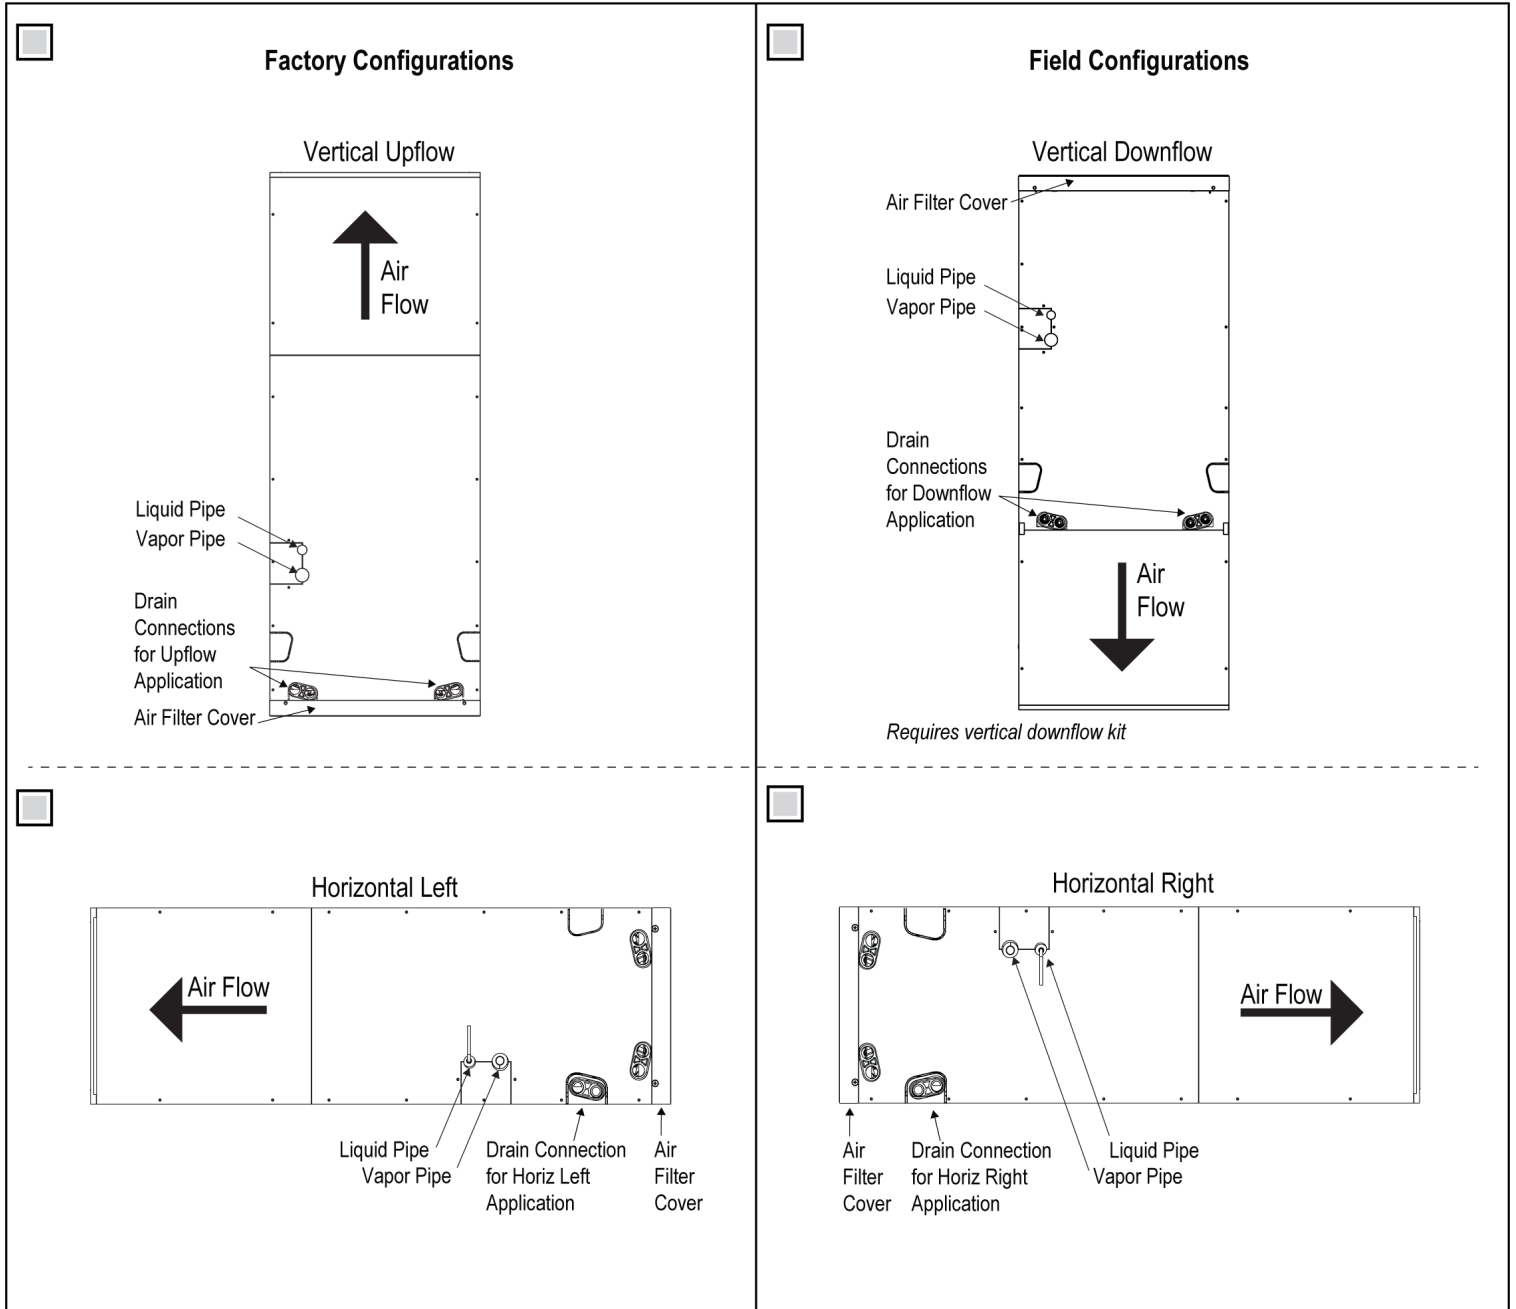 Factory Configurations
Vertical Upflow
Air
Flow
Liquid Pipe
Vapor Pipe
Drain
Connections
for Upflow
Application
Air Filter Cover
Field Configurations
Vertical Downflow
Air Filter Cover
Liquid Pipe
Vapor Pipe
Drain
Connections
for Downflow
Application
Air
Flow
Requires vertical downflow kit
Horizontal Left
Air Flow
Liquid Pipe
Vapor Pipe
Drain Connection
for Horiz Left
Application
Air
Filter
Cover
Horizontal Right
Air Flow
Air
Filter
Cover
Drain Connection
for Horiz Right
Application
Liquid Pipe
Vapor Pipe